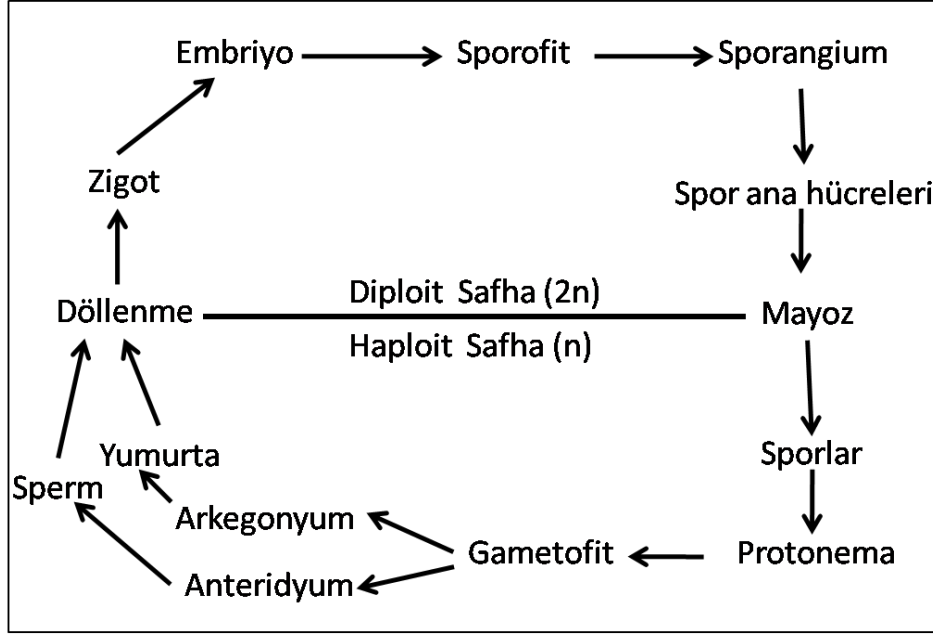 Embriyo
Sporofit
Sporangium
Zigot
Spor ana hücreleri
Döllenme
Diploit Safha (2n)
Haploit Safha (n)
Mayoz
Yumurta
Sperm
Sporlar
Arkegonyum
Gametofit
Protonema
Anteridyum